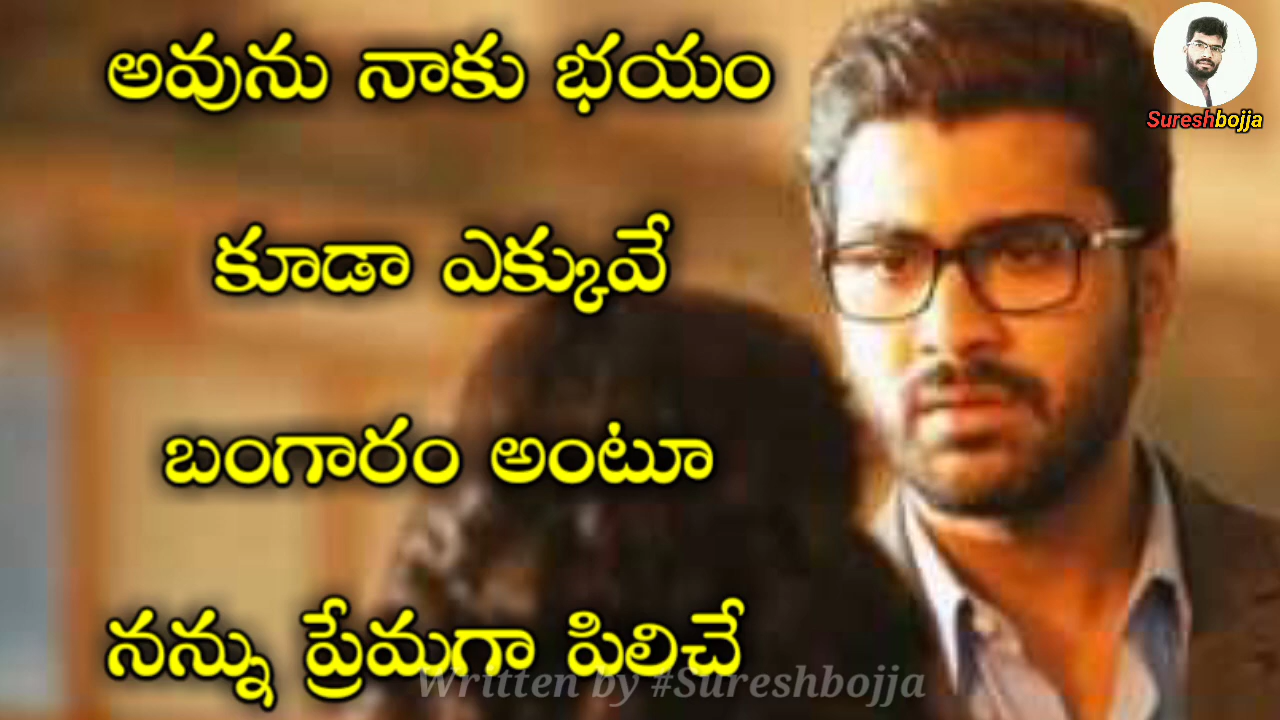 అవును నాకు భయం
Sureshbojja
కూడా ఎక్కువే
బంగారం అంటూ
నన్ను ప్రేమగా పిలిచే
Written by #Sureshbojja